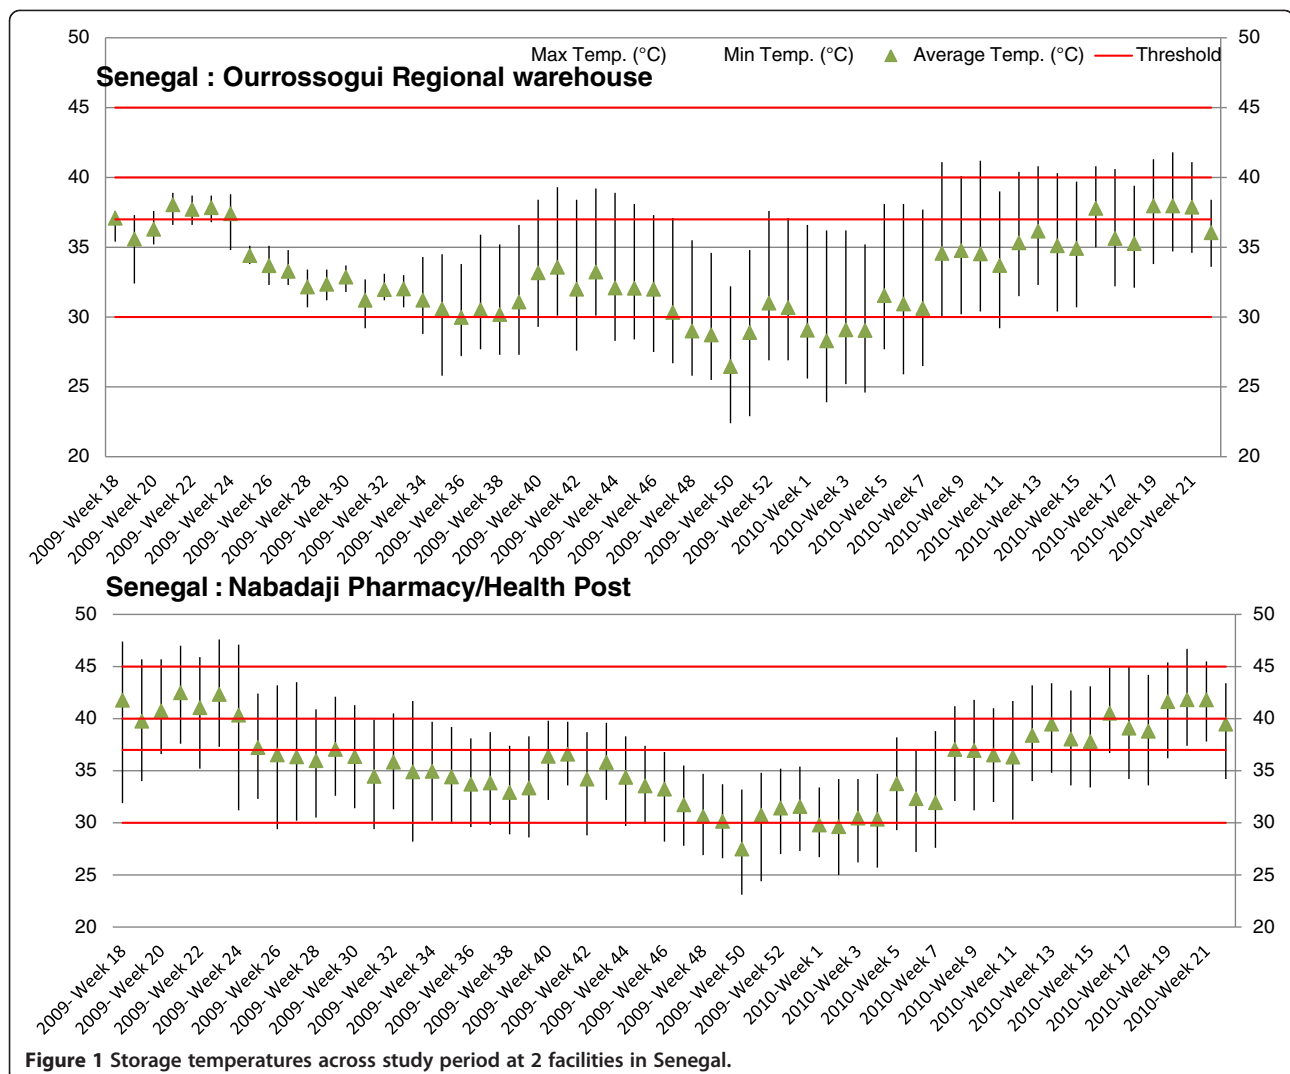 Max Temp. (°C) Min Temp. (°C) Average Temp. (°C) Threshold
Senegal : Ourrossogui Regional warehouse
50 50
45 45
40 40
35 35
30 30
25 25
20 20
2009- Week 18
2009- Week 20
2009- Week 22
2009- Week 24
2009- Week 26
2009- Week 28
2009- Week 30
2009- Week 32
2009- Week 34
2009- Week 36
2009- Week 38
2009- Week 40
2009- Week 42
2009- Week 44
2009- Week 46
2009- Week 48
2009- Week 50
2009- Week 52
2010-Week 1
2010-Week 3
2010-Week 5
2010-Week 7
2010-Week 9
2010-Week 11
2010-Week 13
2010-Week 15
2010-Week 17
2010-Week 19
2010-Week 21
Senegal : Nabadaji Pharmacy/Health Post
50 50
45 45
40 40
35 35
30 30
25 25
20 20
2009- Week 18
2009- Week 20
2009- Week 22
2009- Week 24
2009- Week 26
2009- Week 28
2009- Week 30
2009- Week 32
2009- Week 34
2009- Week 36
2009- Week 38
2009- Week 40
2009- Week 42
2009- Week 44
2009- Week 46
2009- Week 48
2009- Week 50
2009- Week 52
2010-Week 1
2010-Week 3
2010-Week 5
2010-Week 7
2010-Week 9
2010-Week 11
2010-Week 13
2010-Week 15
2010-Week 17
2010-Week 19
2010-Week 21
Figure 1 Storage temperatures across study period at 2 facilities in Senegal.